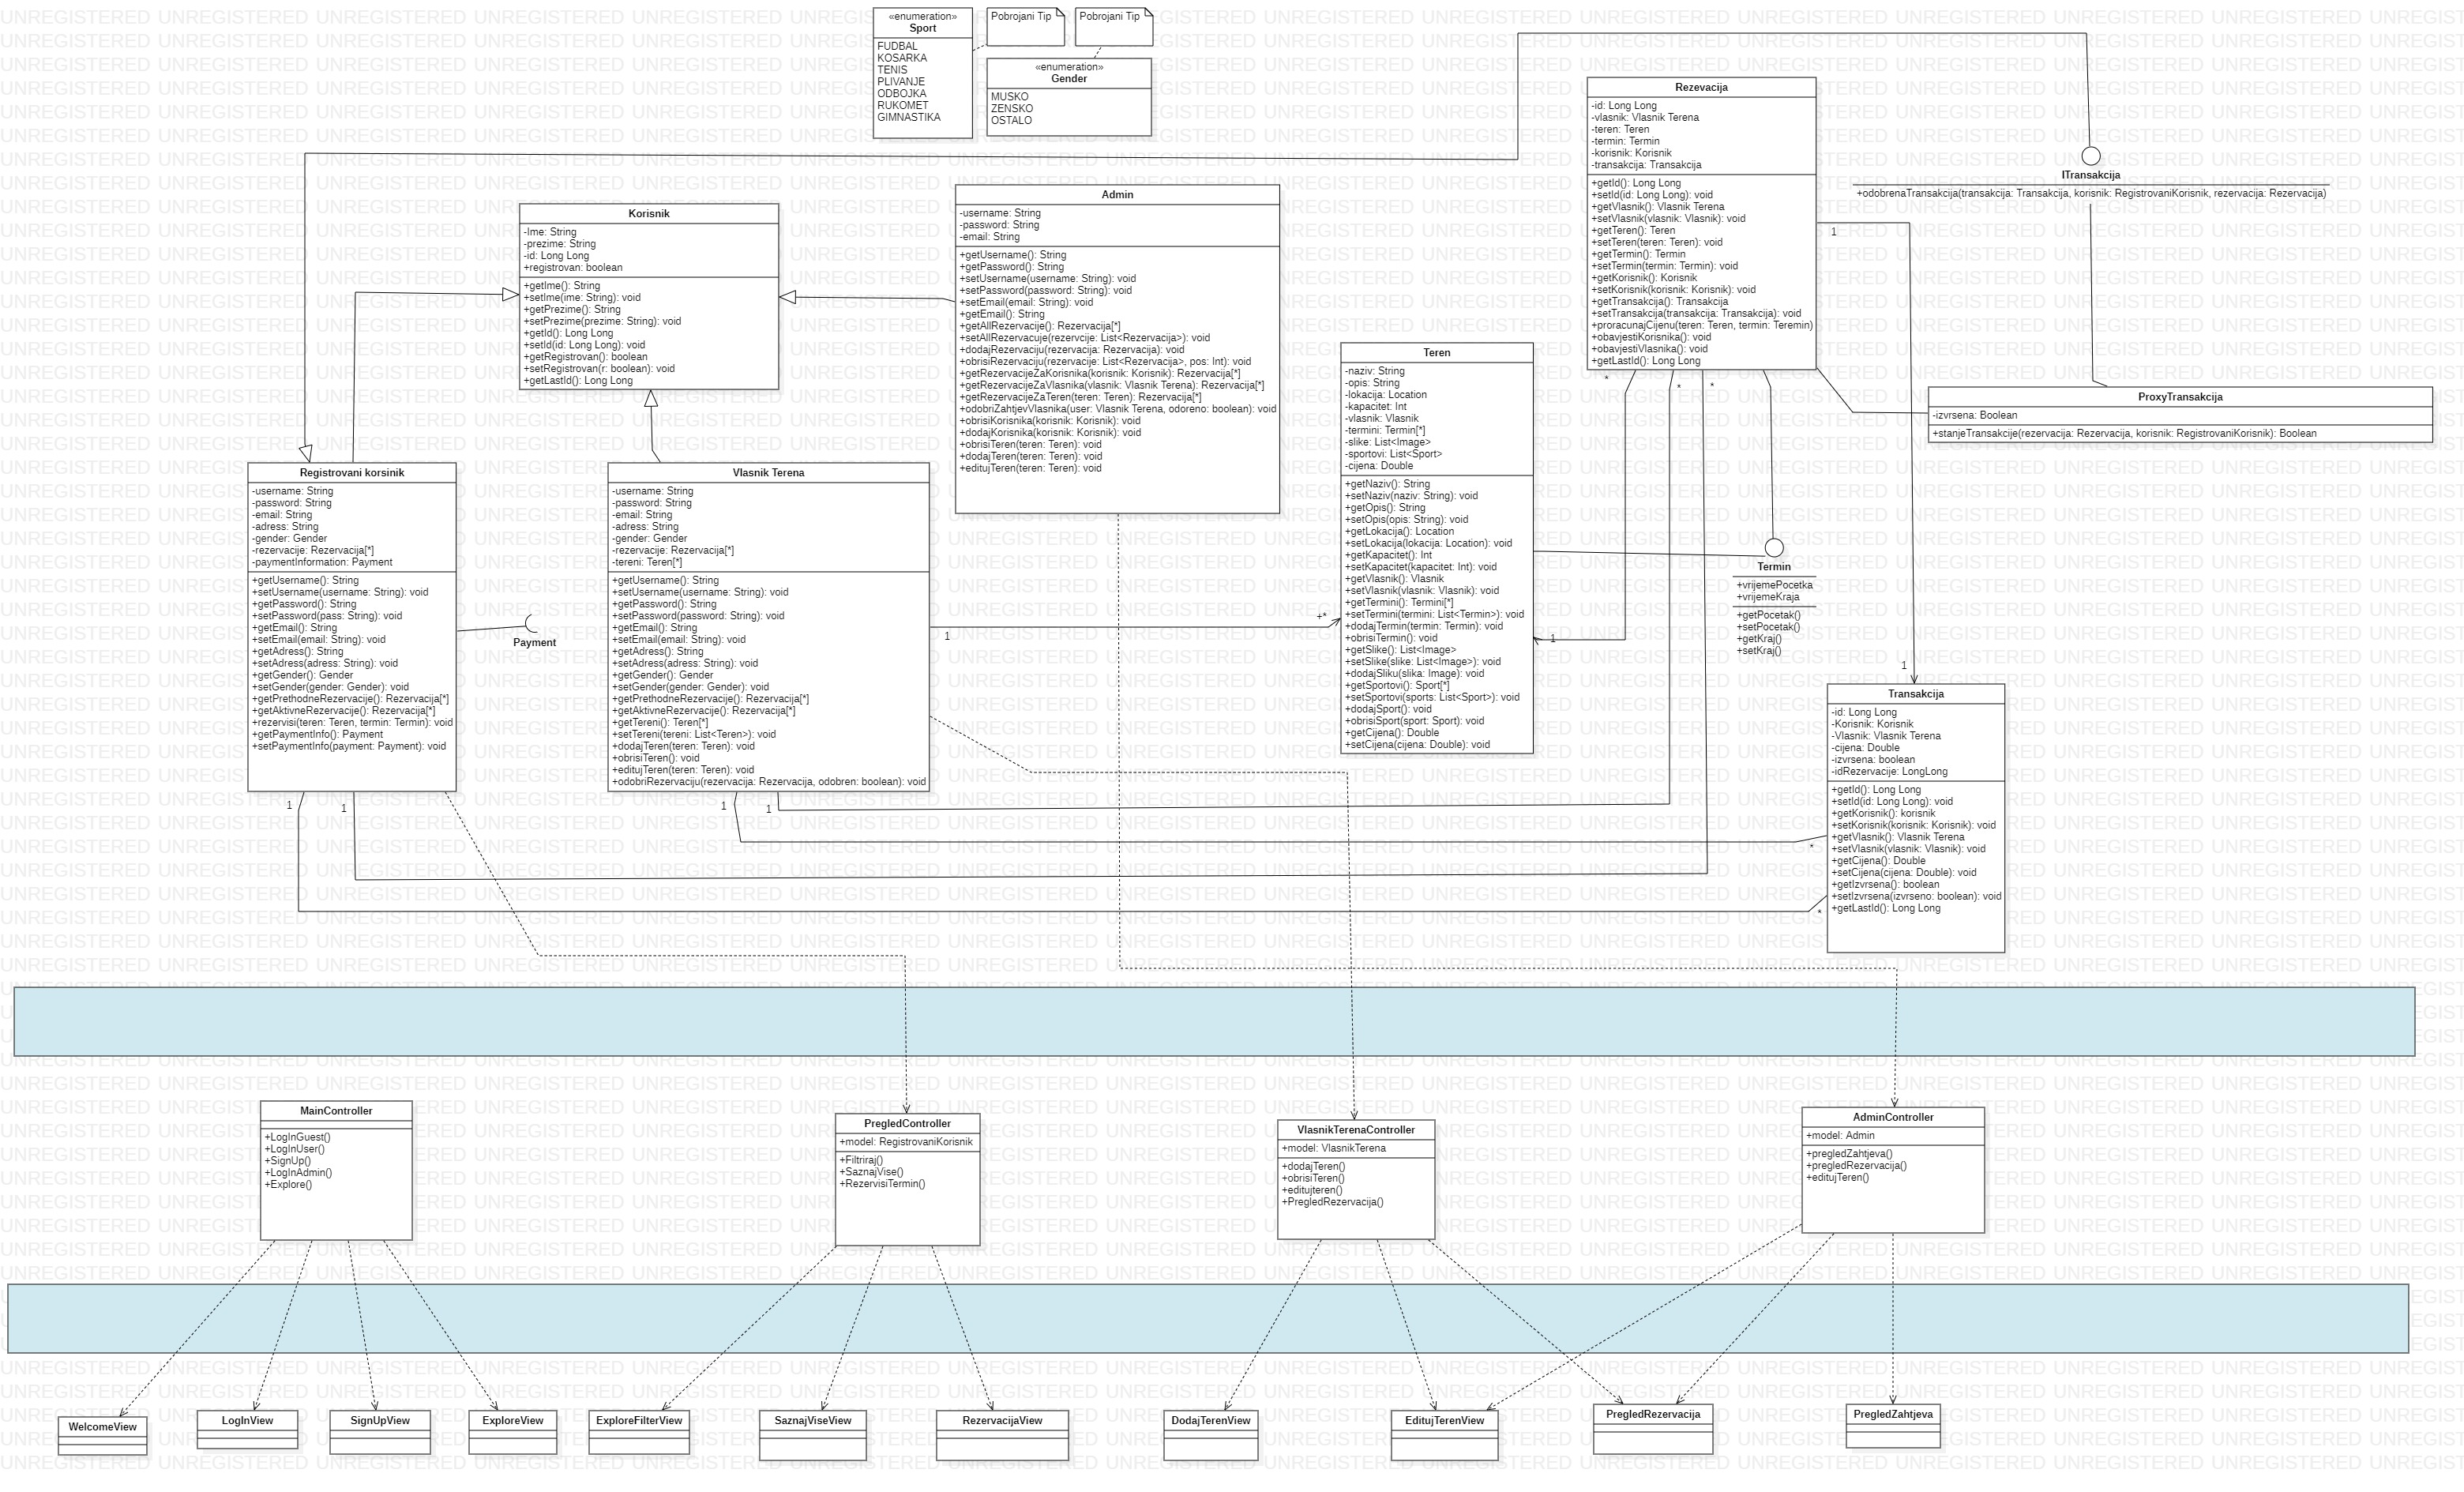 «enumeration»
Sport
FUDBAL
KOSARKA
TENIS
PLIVANJE
ODBOJKA
RUKOMET
GIMNASTIKA
Pobrojani Tip
Pobrojani Tip
«enumeration»
Gender
MUSKO
ZENSKO
OSTALO
Rezevacija
-id: Long Long
-vlasnik: Vlasnik Terena
-teren: Teren
-termin: Termin
-korisnik: Korisnik
-transakcija: Transakcija
+getId(): Long Long
+setId(id: Long Long): void
+getVlasnik(): Vlasnik Terena
+setVlasnik(vlasnik: Vlasnik): void
+getTeren(): Teren
+setTeren(teren: Teren): void
+getTermin(): Termin
+setTermin(termin: Termin): void
+getKorisnik(): Korisnik
+setKorisnik(korisnik: Korisnik): void
+getTransakcija(): Transakcija
+setTransakcija(transakcija: Transakcija): void
+proracunajCijenu(teren: Teren, termin: Teremin)
+obavjestiKorisnika(): void
+obavjestiVlasnika(): void
+getLastId(): Long Long
ITransakcija
+odobrenaTransakcija(transakcija: Transakcija, korisnik: RegistrovaniKorisnik, rezervacija: Rezervacija)
ProxyTransakcija
-izvrsena: Boolean
+stanjeTransakcije(rezervacija: Rezervacija, korisnik: RegistrovaniKorisnik): Boolean
Korisnik
-Ime: String
-prezime: String
-id: Long Long
+registrovan: boolean
+getIme(): String
+setIme(ime: String): void
+getPrezime(): String
+setPrezime(prezime: String): void
+getId(): Long Long
+setId(id: Long Long): void
+getRegistrovan(): boolean
+setRegistrovan(r: boolean): void
+getLastId(): Long Long
Admin
-username: String
-password: String
-email: String
+getUsername(): String
+getPassword(): String
+setUsername(username: String): void
+setPassword(password: String): void
+setEmail(email: String): void
+getEmail(): String
+getAllRezervacije(): Rezervacija[*]
+setAllRezervacuje(rezervcije: List<Rezervacija>): void
+dodajRezervaciju(rezervacija: Rezervacija): void
+obrisiRezervaciju(rezervacije: List<Rezervacija>, pos: Int): void
+getRezervacijeZaKorisnika(korisnik: Korisnik): Rezervacija[*]
+getRezervacijeZaVlasnika(vlasnik: Vlasnik Terena): Rezervacija[*]
+getRezervacijeZaTeren(teren: Teren): Rezervacija[*]
+odobriZahtjevVlasnika(user: Vlasnik Terena, odoreno: boolean): void
+obrisiKorisnika(korisnik: Korisnik): void
+dodajKorisnika(korisnik: Korisnik): void
+obrisiTeren(teren: Teren): void
+dodajTeren(teren: Teren): void
+editujTeren(teren: Teren): void
Teren
-naziv: String
-opis: String
-lokacija: Location
-kapacitet: Int
-vlasnik: Vlasnik
-termini: Termin[*]
-slike: List<Image>
-sportovi: List<Sport>
-cijena: Double
+getNaziv(): String
+setNaziv(naziv: String): void
+getOpis(): String
+setOpis(opis: String): void
+getLokacija(): Location
+setLokacija(lokacija: Location): void
+getKapacitet(): Int
+setKapacitet(kapacitet: Int): void
+getVlasnik(): Vlasnik
+setVlasnik(vlasnik: Vlasnik): void
+getTermini(): Termini[*]
+setTermini(termini: List<Termin>): void
+dodajTermin(termin: Termin): void
+obrisiTermin(): void
+getSlike(): List<Image>
+setSlike(slike: List<Image>): void
+dodajSliku(slika: Image): void
+getSportovi(): Sport[*]
+setSportovi(sports: List<Sport>): void
+dodajSport(): void
+obrisiSport(sport: Sport): void
+getCijena(): Double
+setCijena(cijena: Double): void
Termin
+vrijemePocetka
+vrijemeKraja
+getPocetak()
+setPocetak()
+getKraj()
+setKraj()
Registrovani korsinik
-username: String
-password: String
-email: String
-adress: String
-gender: Gender
-rezervacije: Rezervacija[*]
-paymentInformation: Payment
+getUsername(): String
+setUsername(username: String): void
+getPassword(): String
+setPassword(pass: String): void
+getEmail(): String
+setEmail(email: String): void
+getAdress(): String
+setAdress(adress: String): void
+getGender(): Gender
+setGender(gender: Gender): void
+getPrethodneRezervacije(): Rezervacija[*]
+getAktivneRezervacije(): Rezervacija[*]
+rezervisi(teren: Teren, termin: Termin): void
+getPaymentInfo(): Payment
+setPaymentInfo(payment: Payment): void
Payment
Vlasnik Terena
-username: String
-password: String
-email: String
-adress: String
-gender: Gender
-rezervacije: Rezervacija[*]
-tereni: Teren[*]
+getUsername(): String
+setUsername(username: String): void
+getPassword(): String
+setPassword(password: String): void
+getEmail(): String
+setEmail(email: String): void
+getAdress(): String
+setAdress(adress: String): void
+getGender(): Gender
+setGender(gender: Gender): void
+getPrethodneRezervacije(): Rezervacija[*]
+getAktivneRezervacije(): Rezervacija[*]
+getTereni(): Teren[*]
+setTereni(tereni: List<Teren>): void
+dodajTeren(teren: Teren): void
+obrisiTeren(): void
+editujTeren(teren: Teren): void
+odobriRezervaciju(rezervacija: Rezervacija, odobren: boolean): void
Transakcija
-id: Long Long
-Korisnik: Korisnik
-Vlasnik: Vlasnik Terena
-cijena: Double
-izvrsena: boolean
-idRezervacije: LongLong
+getId(): Long Long
+setId(id: Long Long): void
+getKorisnik(): korisnik
+setKorisnik(korisnik: Korisnik): void
+getVlasnik(): Vlasnik Terena
+setVlasnik(vlasnik: Vlasnik): void
+getCijena(): Double
+setCijena(cijena: Double): void
+getIzvrsena(): boolean
+setIzvrsena(izvrseno: boolean): void
+getLastId(): Long Long
1
1
1
+*
1
1
1
1
1
*
*
*
*
*
MainController
+LogInGuest()
+LogInUser()
+SignUp()
+LogInAdmin()
+Explore()
PregledController
+model: RegistrovaniKorisnik
+Filtriraj()
+SaznajVise()
+RezervisiTermin()
VlasnikTerenaController
+model: VlasnikTerena
+dodajTeren()
+obrisiTeren()
+editujteren()
+PregledRezervacija()
AdminController
+model: Admin
+pregledZahtjeva()
+pregledRezervacija()
+editujTeren()
WelcomeView
LogInView
SignUpView
ExploreView
ExploreFilterView
SaznajViseView
RezervacijaView
DodajTerenView
EditujTerenView
PregledRezervacija
PregledZahtjeva
UNREGISTERED